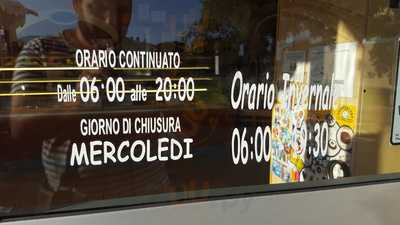 ORARIO CONTINUATO
Dalle 06:00 alle 20:00
GIORNO DI CHIUSURA
MERCOLEDI
Orario Invernale
06:00